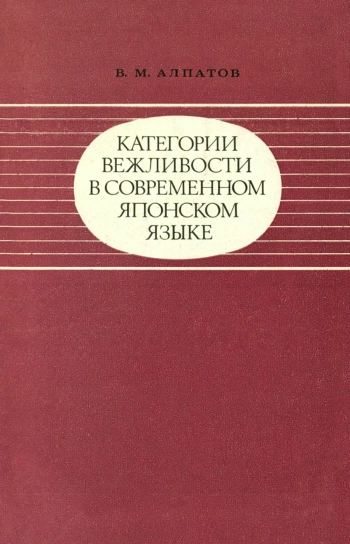 В. М. АЛПАТОВ
КАТЕГОРИИ
ВЕЖЛИВОСТИ
В СОВРЕМЕННОМ
ЯПОНСКОМ
ЯЗЫКЕ